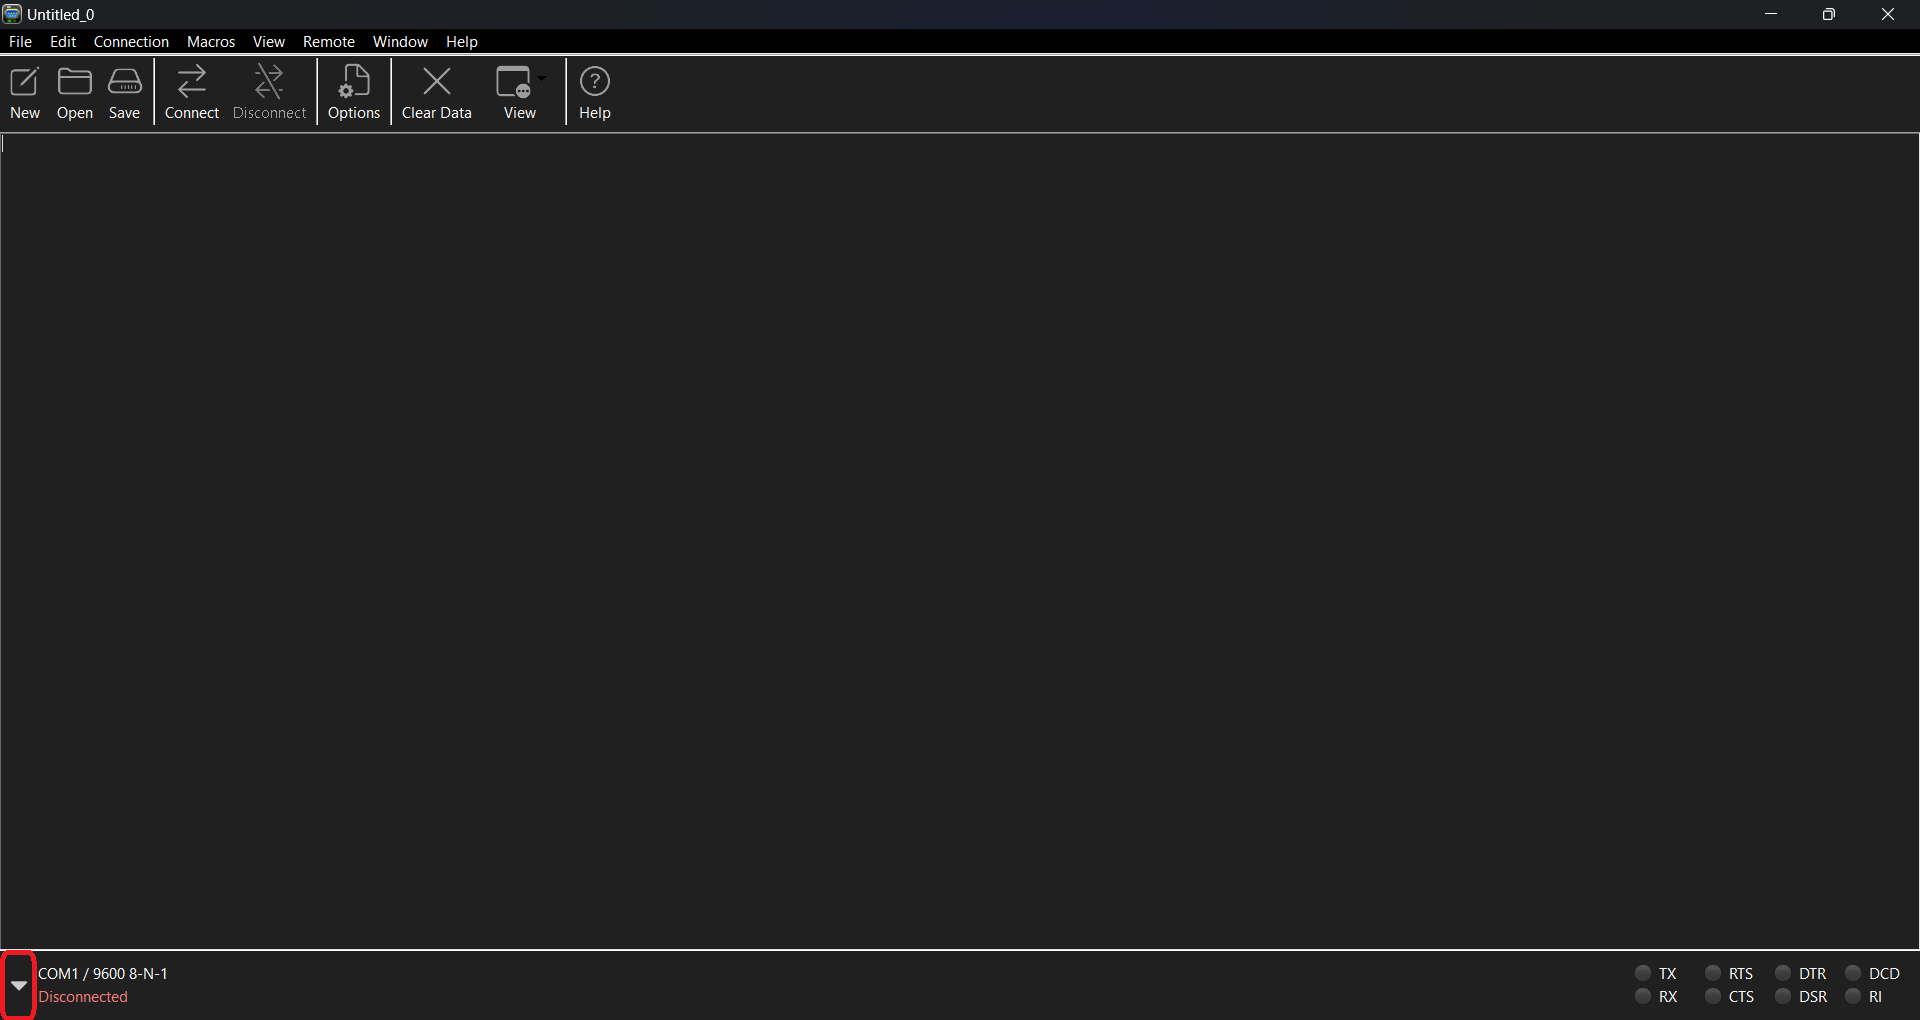 Untitled_0
File Edit Connection Macros View Remote Window Help
New Open Save Connect Disconnect Options Clear Data View Help
COM1 / 9600 8-N-1
Disconnected
TX RTS DTR DCD
RX CTS DSR RI